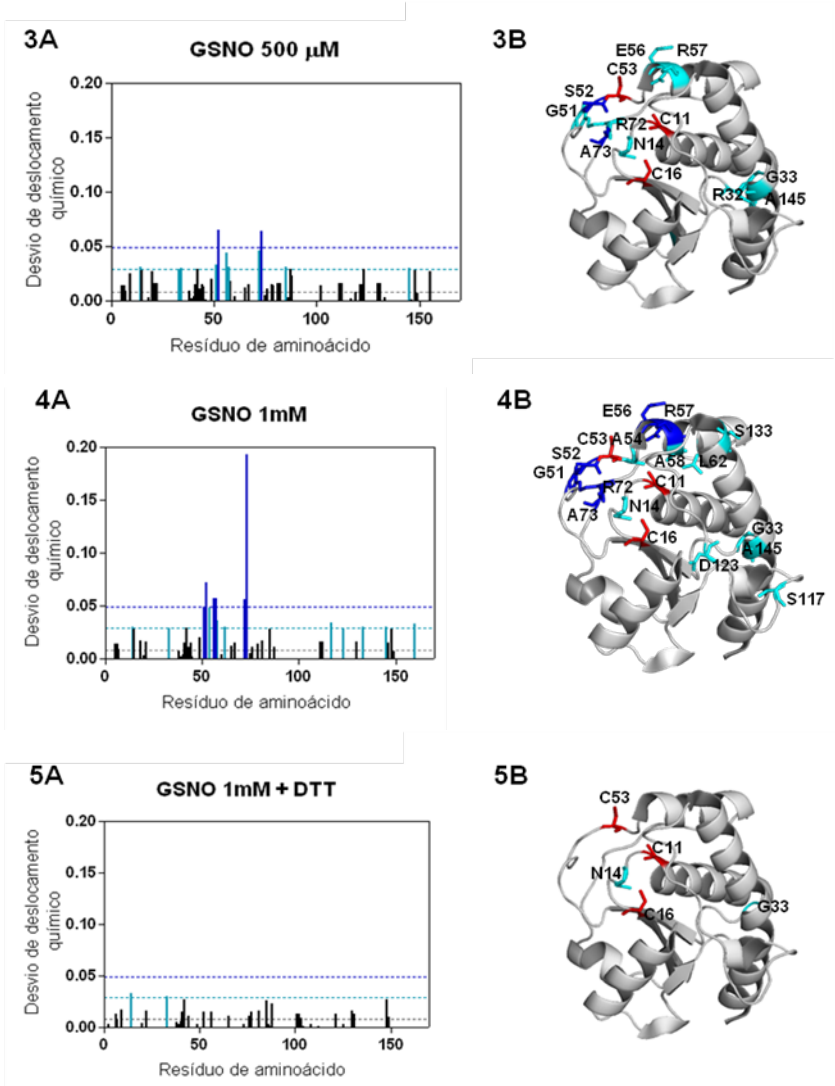 3A
GSNO 500 µM
0.20
0.15
0.10
0.05
0.00
0
50
100
150
Desvio de deslocamento
químico
Resíduo de aminoácido
3B
E56
R57
C53
S52
G51
R72
C11
A73
N14
C16
G33
R32
A145
4A
GSNO 1mM
0.20
0.15
0.10
0.05
0.00
0
50
100
150
Desvio de deslocamento
químico
Resíduo de aminoácido
4B
E56
R57
S133
C53
A54
S52
A58
L62
G51
R72
C11
A73
N14
C16
G33
A145
D123
S117
5A
GSNO 1mM + DTT
0.20
0.15
0.10
0.05
0.00
0
50
100
150
Desvio de deslocamento
químico
Resíduo de aminoácido
5B
C53
C11
N14
C16
G33